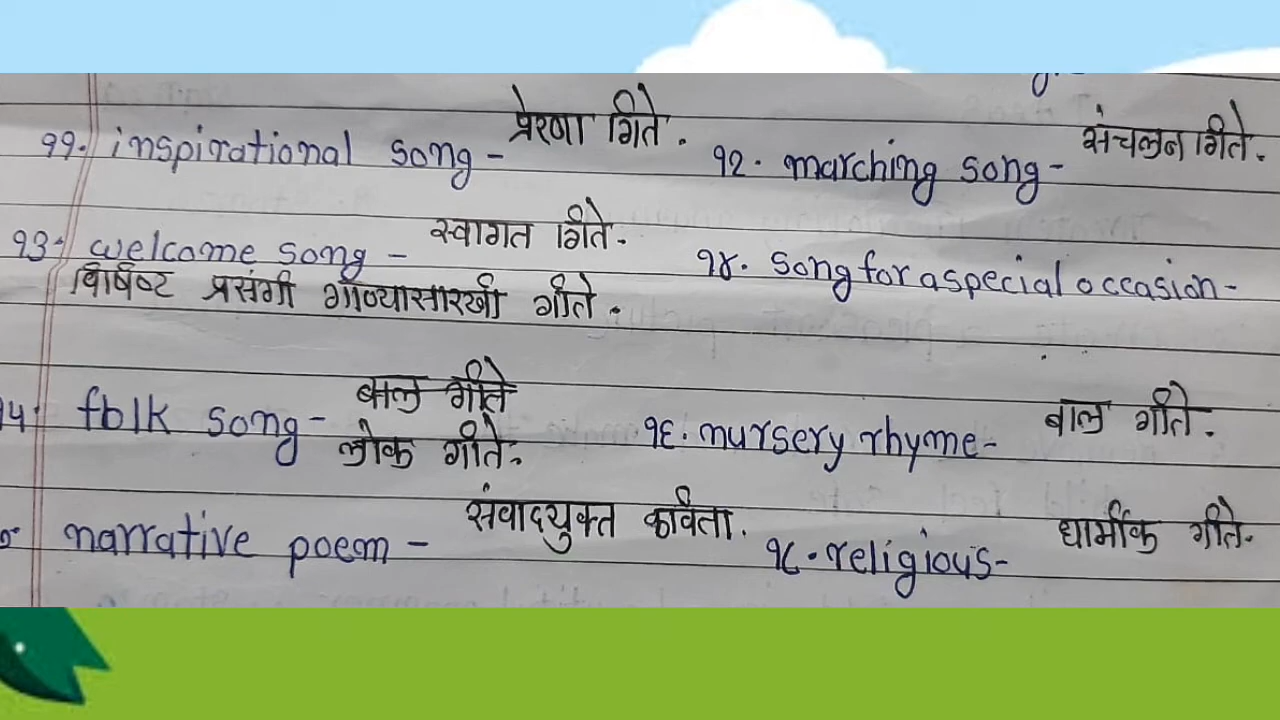 ११. inspirational song - प्रेरणा गिते.
१२. marching song - संचलन गिते.
१३. welcome song - स्वागत गिते.
१४. song for a special occasion -
विशिष्ट प्रसंगी गाण्यासारखी गीते.
बाल गीते
folk song - लोक गीते.
१६. nursery rhyme - बाल गीते.
narrative poem - संवादयुक्त कविता.
१८. religious - धार्मीक गीते.